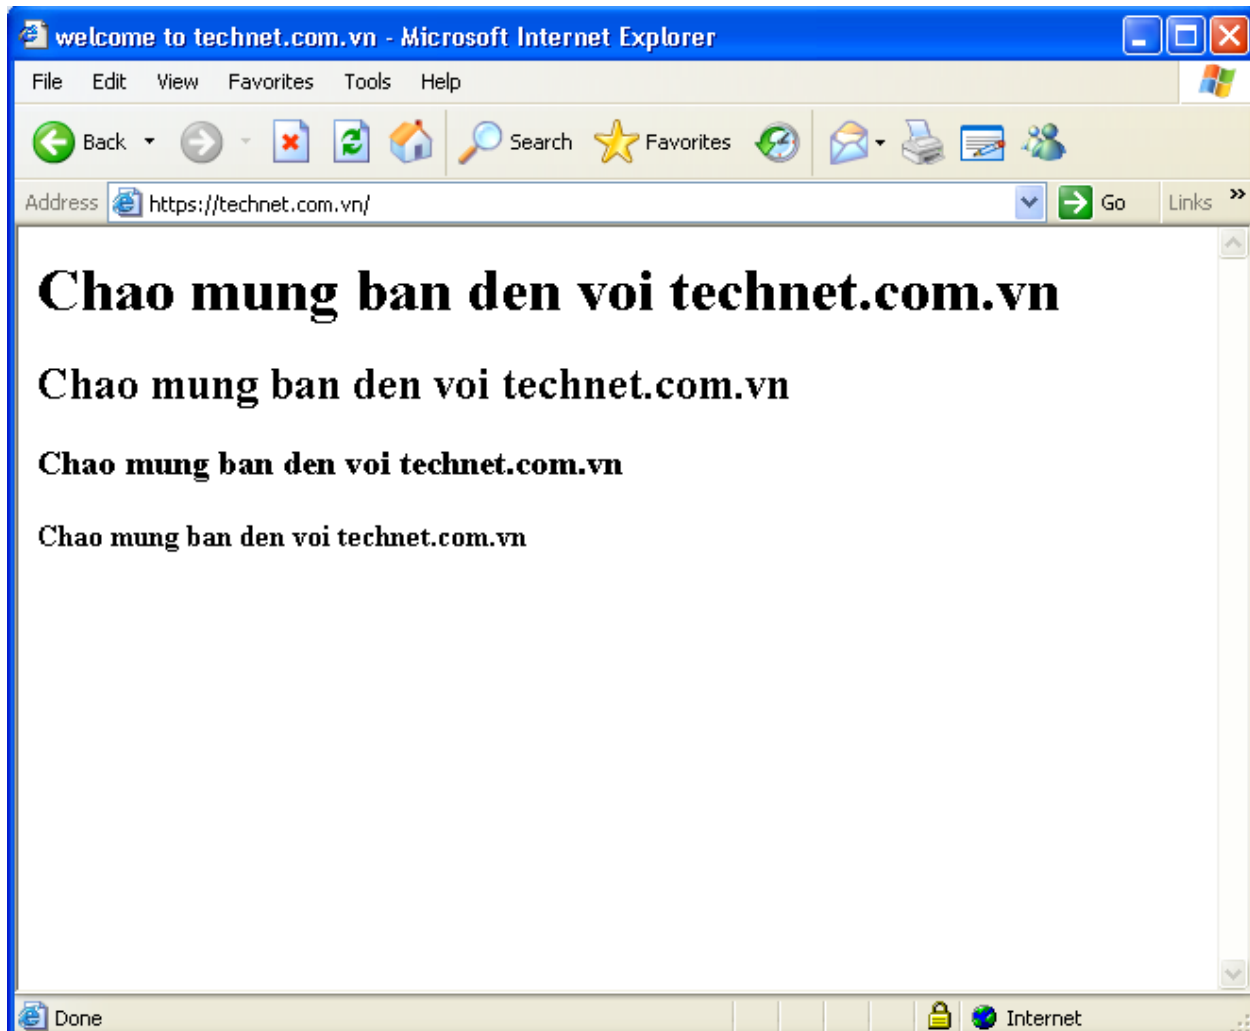 welcome to technet.com.vn - Microsoft Internet Explorer
File Edit View Favorites Tools Help
Back Search Favorites
Address https://technet.com.vn/ Go Links »
Chao mung ban den voi technet.com.vn
Chao mung ban den voi technet.com.vn
Chao mung ban den voi technet.com.vn
Chao mung ban den voi technet.com.vn
Done Internet